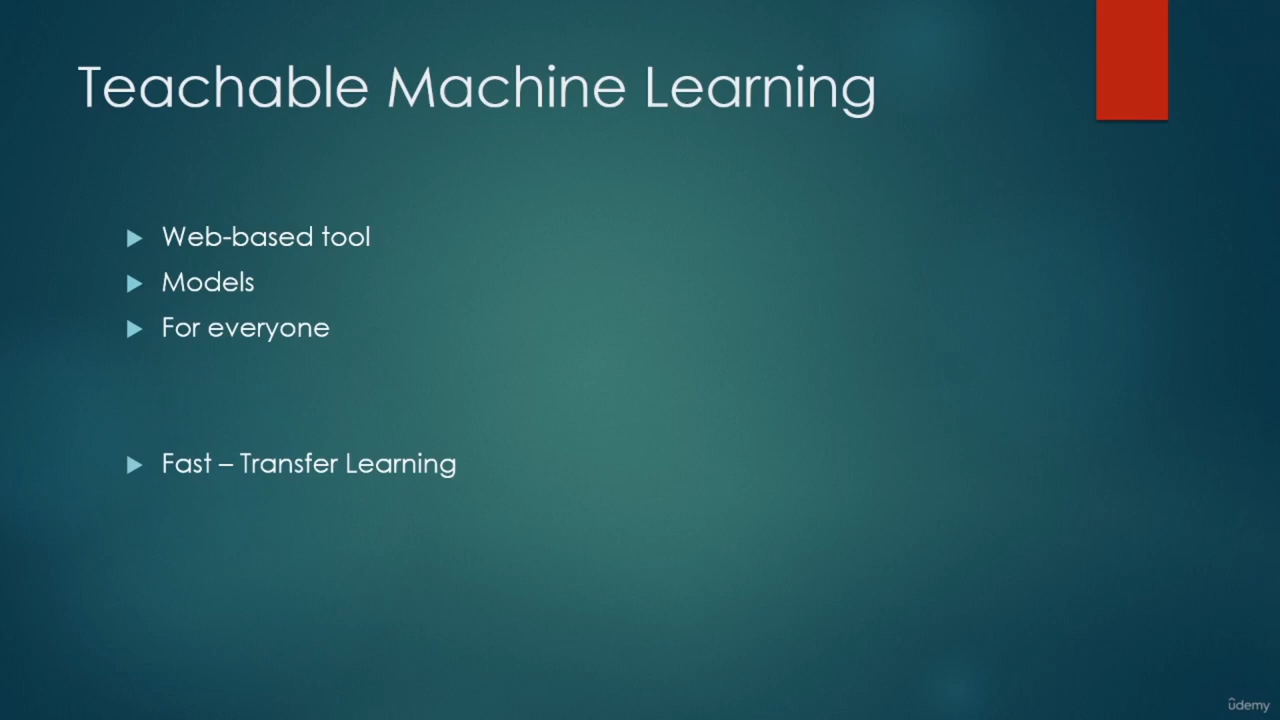 Teachable Machine Learning
Web-based tool
Models
For everyone
Fast – Transfer Learning
ûdemy